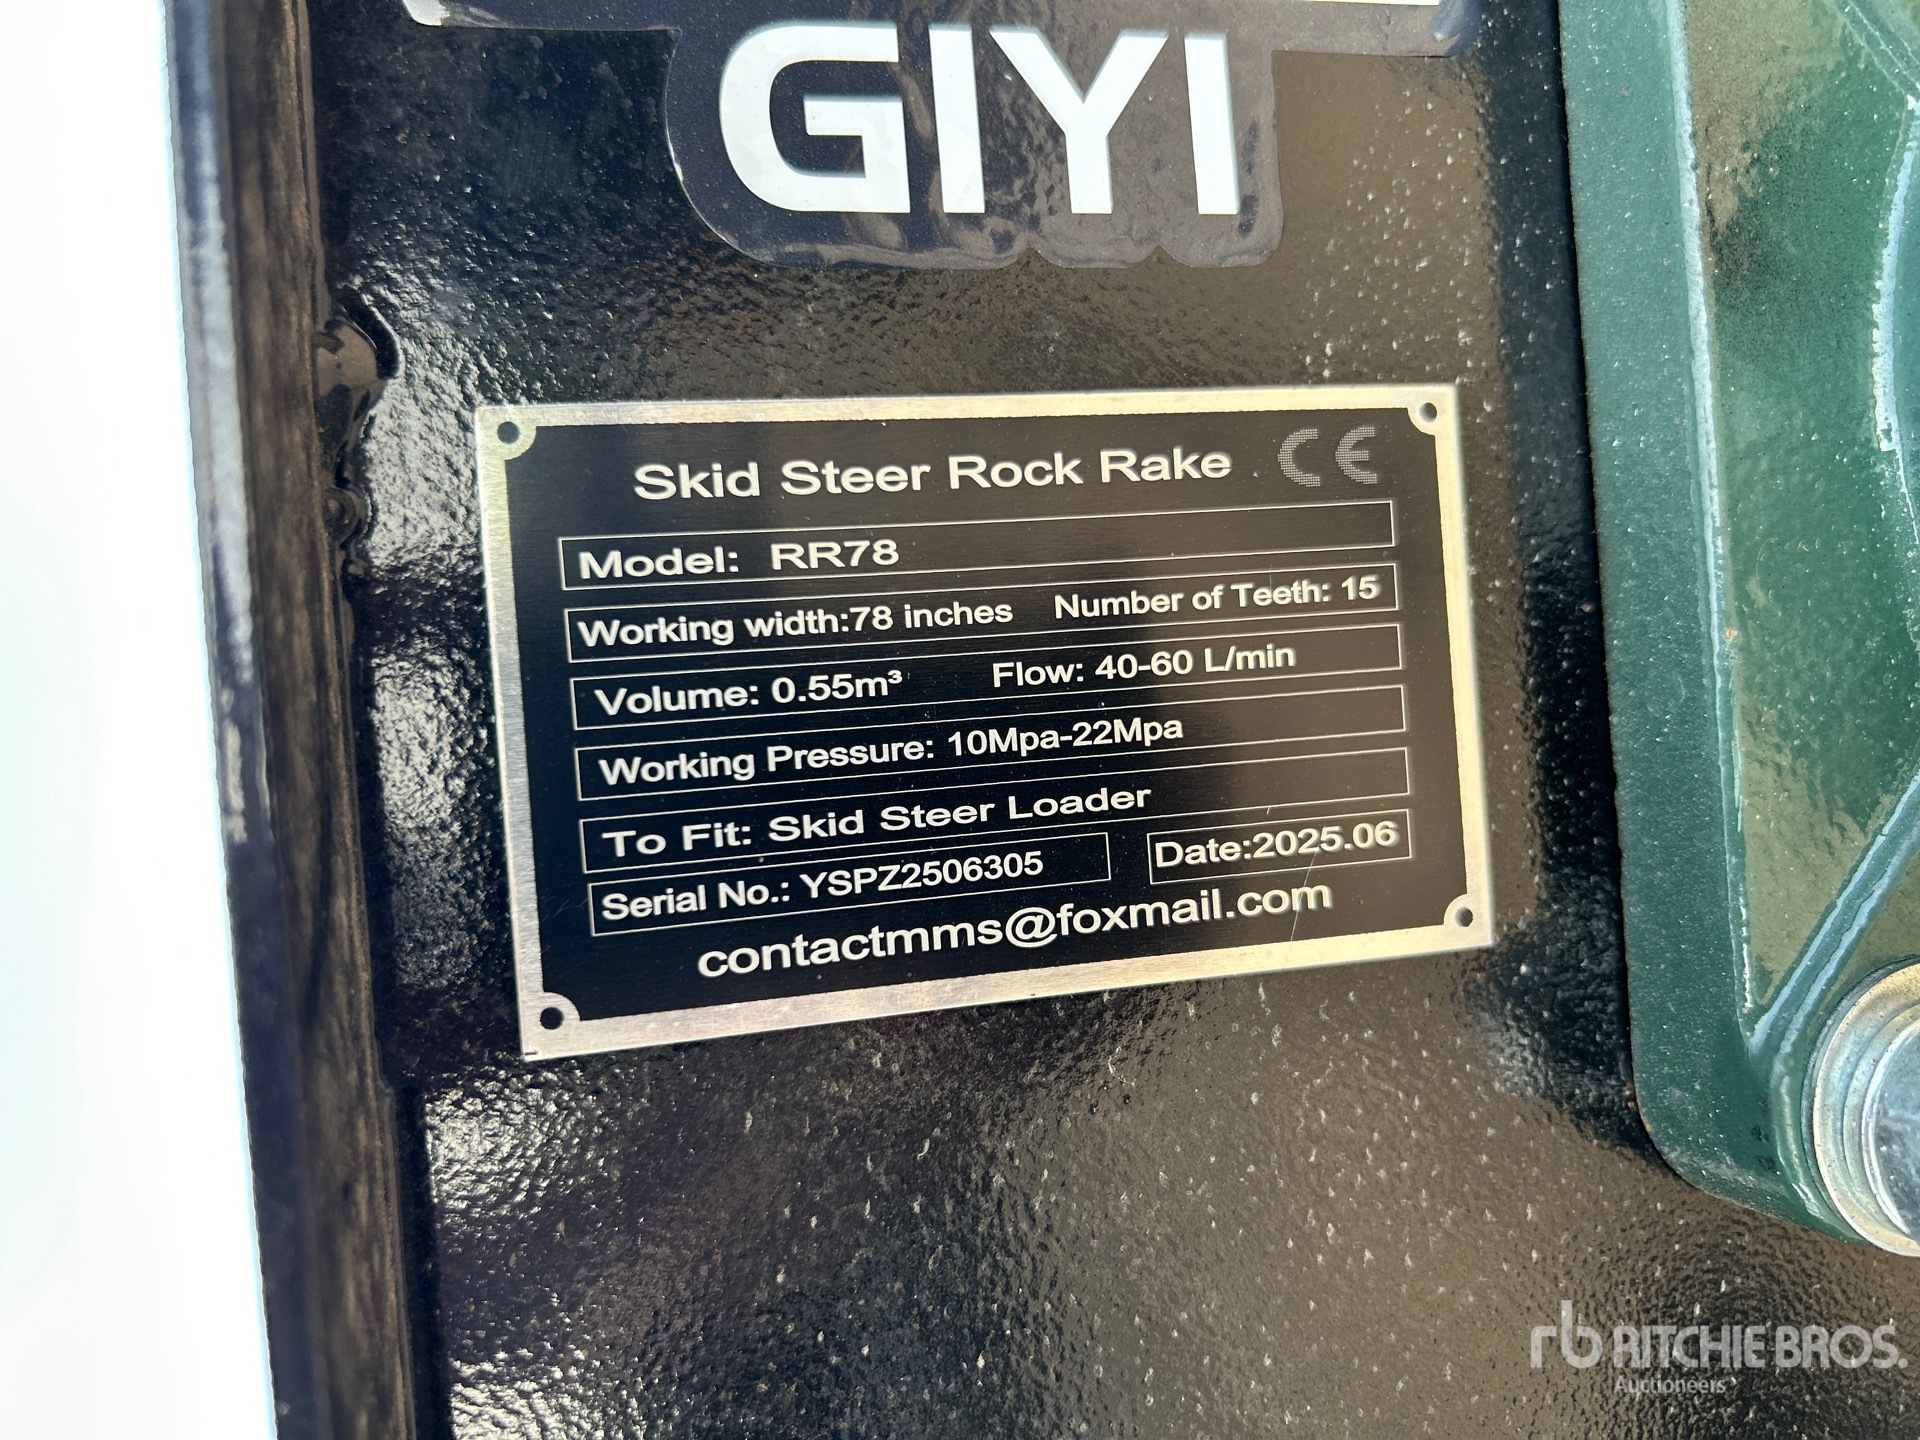 GIYI
Skid Steer Rock Rake CE
Model: RR78
Working width:78 inches Number of Teeth: 15
Volume: 0.55m³ Flow: 40-60 L/min
Working Pressure: 10Mpa-22Mpa
To Fit: Skid Steer Loader
Serial No.: YSPZ2506305 Date:2025.06
contactmms@foxmail.com
rb RITCHIE BROS.
Auctioneers